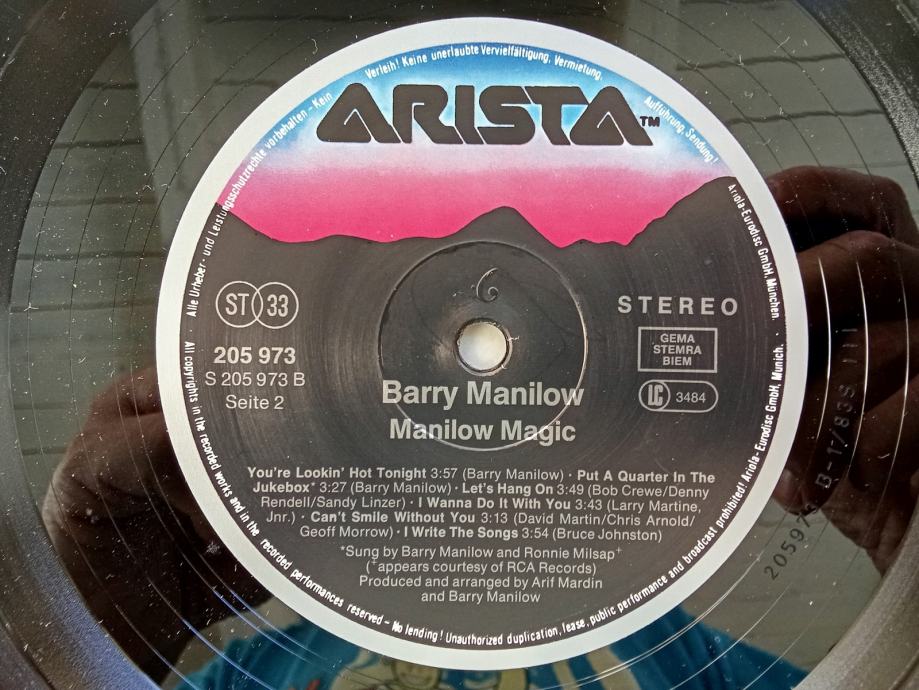 Alle Urheber- und Leistungsschutzrechte vorbehalten - Kein Verleih! Keine unerlaubte Vervielfältigung, Vermietung, Aufführung, Sendung!
ARISTA™
Ariola-Eurodisc GmbH, München.
ST 33
STEREO
205 973
S 205 973 B
Seite 2
GEMA
STEMRA
BIEM
LC 3484
Barry Manilow
Manilow Magic
You're Lookin' Hot Tonight 3:57 (Barry Manilow) · Put A Quarter In The
Jukebox* 3:27 (Barry Manilow) · Let's Hang On 3:49 (Bob Crewe/Denny
Rendell/Sandy Linzer) · I Wanna Do It With You 3:43 (Larry Martine,
Jnr.) · Can't Smile Without You 3:13 (David Martin/Chris Arnold/
Geoff Morrow) · I Write The Songs 3:54 (Bruce Johnston)
*Sung by Barry Manilow and Ronnie Milsap+
(+appears courtesy of RCA Records)
Produced and arranged by Arif Mardin
and Barry Manilow
All copyrights in the recorded works and in the recorded performances reserved – No lending! Unauthorized duplication, lease, public performance and broadcast prohibited! Ariola-Eurodisc GmbH, Munich.